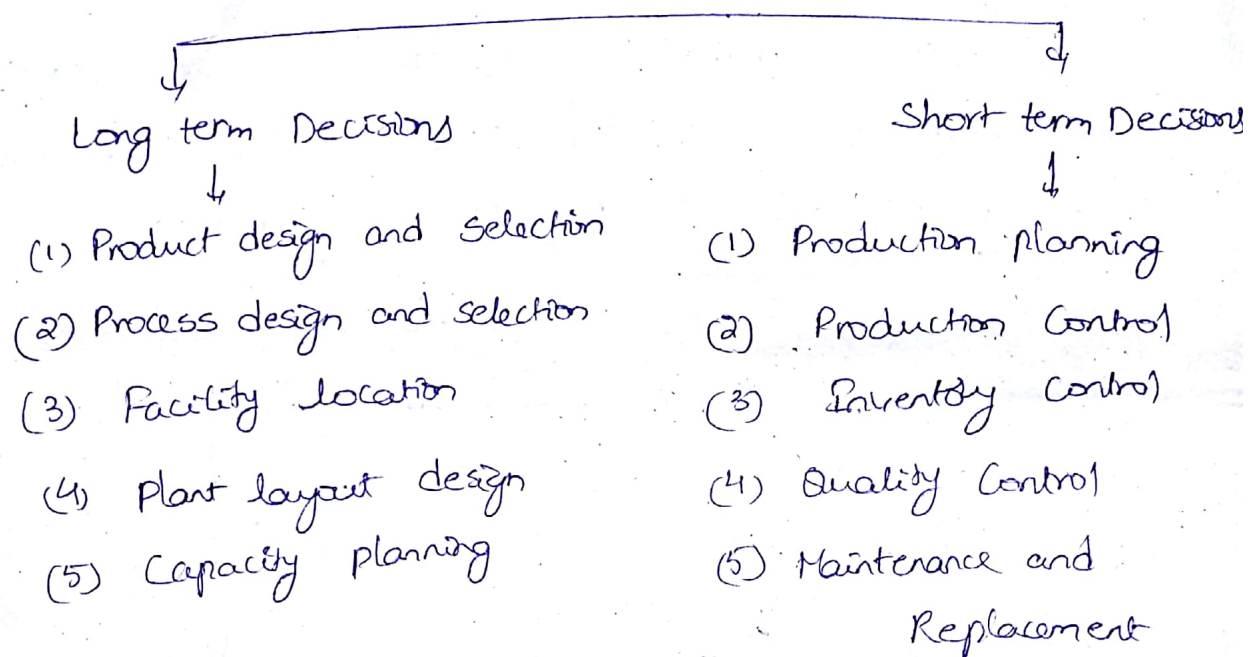 Long term Decisions
(1) Product design and selection
(2) Process design and selection
(3) Facility location
(4) Plant layout design
(5) Capacity planning
Short term Decisions
(1) Production planning
(2) Production Control
(3) Inventory Control
(4) Quality Control
(5) Maintenance and
Replacement